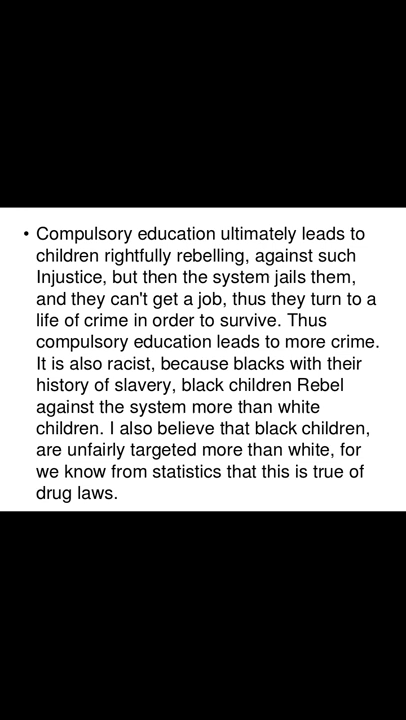 • Compulsory education ultimately leads to
children rightfully rebelling, against such
Injustice, but then the system jails them,
and they can't get a job, thus they turn to a
life of crime in order to survive. Thus
compulsory education leads to more crime.
It is also racist, because blacks with their
history of slavery, black children Rebel
against the system more than white
children. I also believe that black children,
are unfairly targeted more than white, for
we know from statistics that this is true of
drug laws.